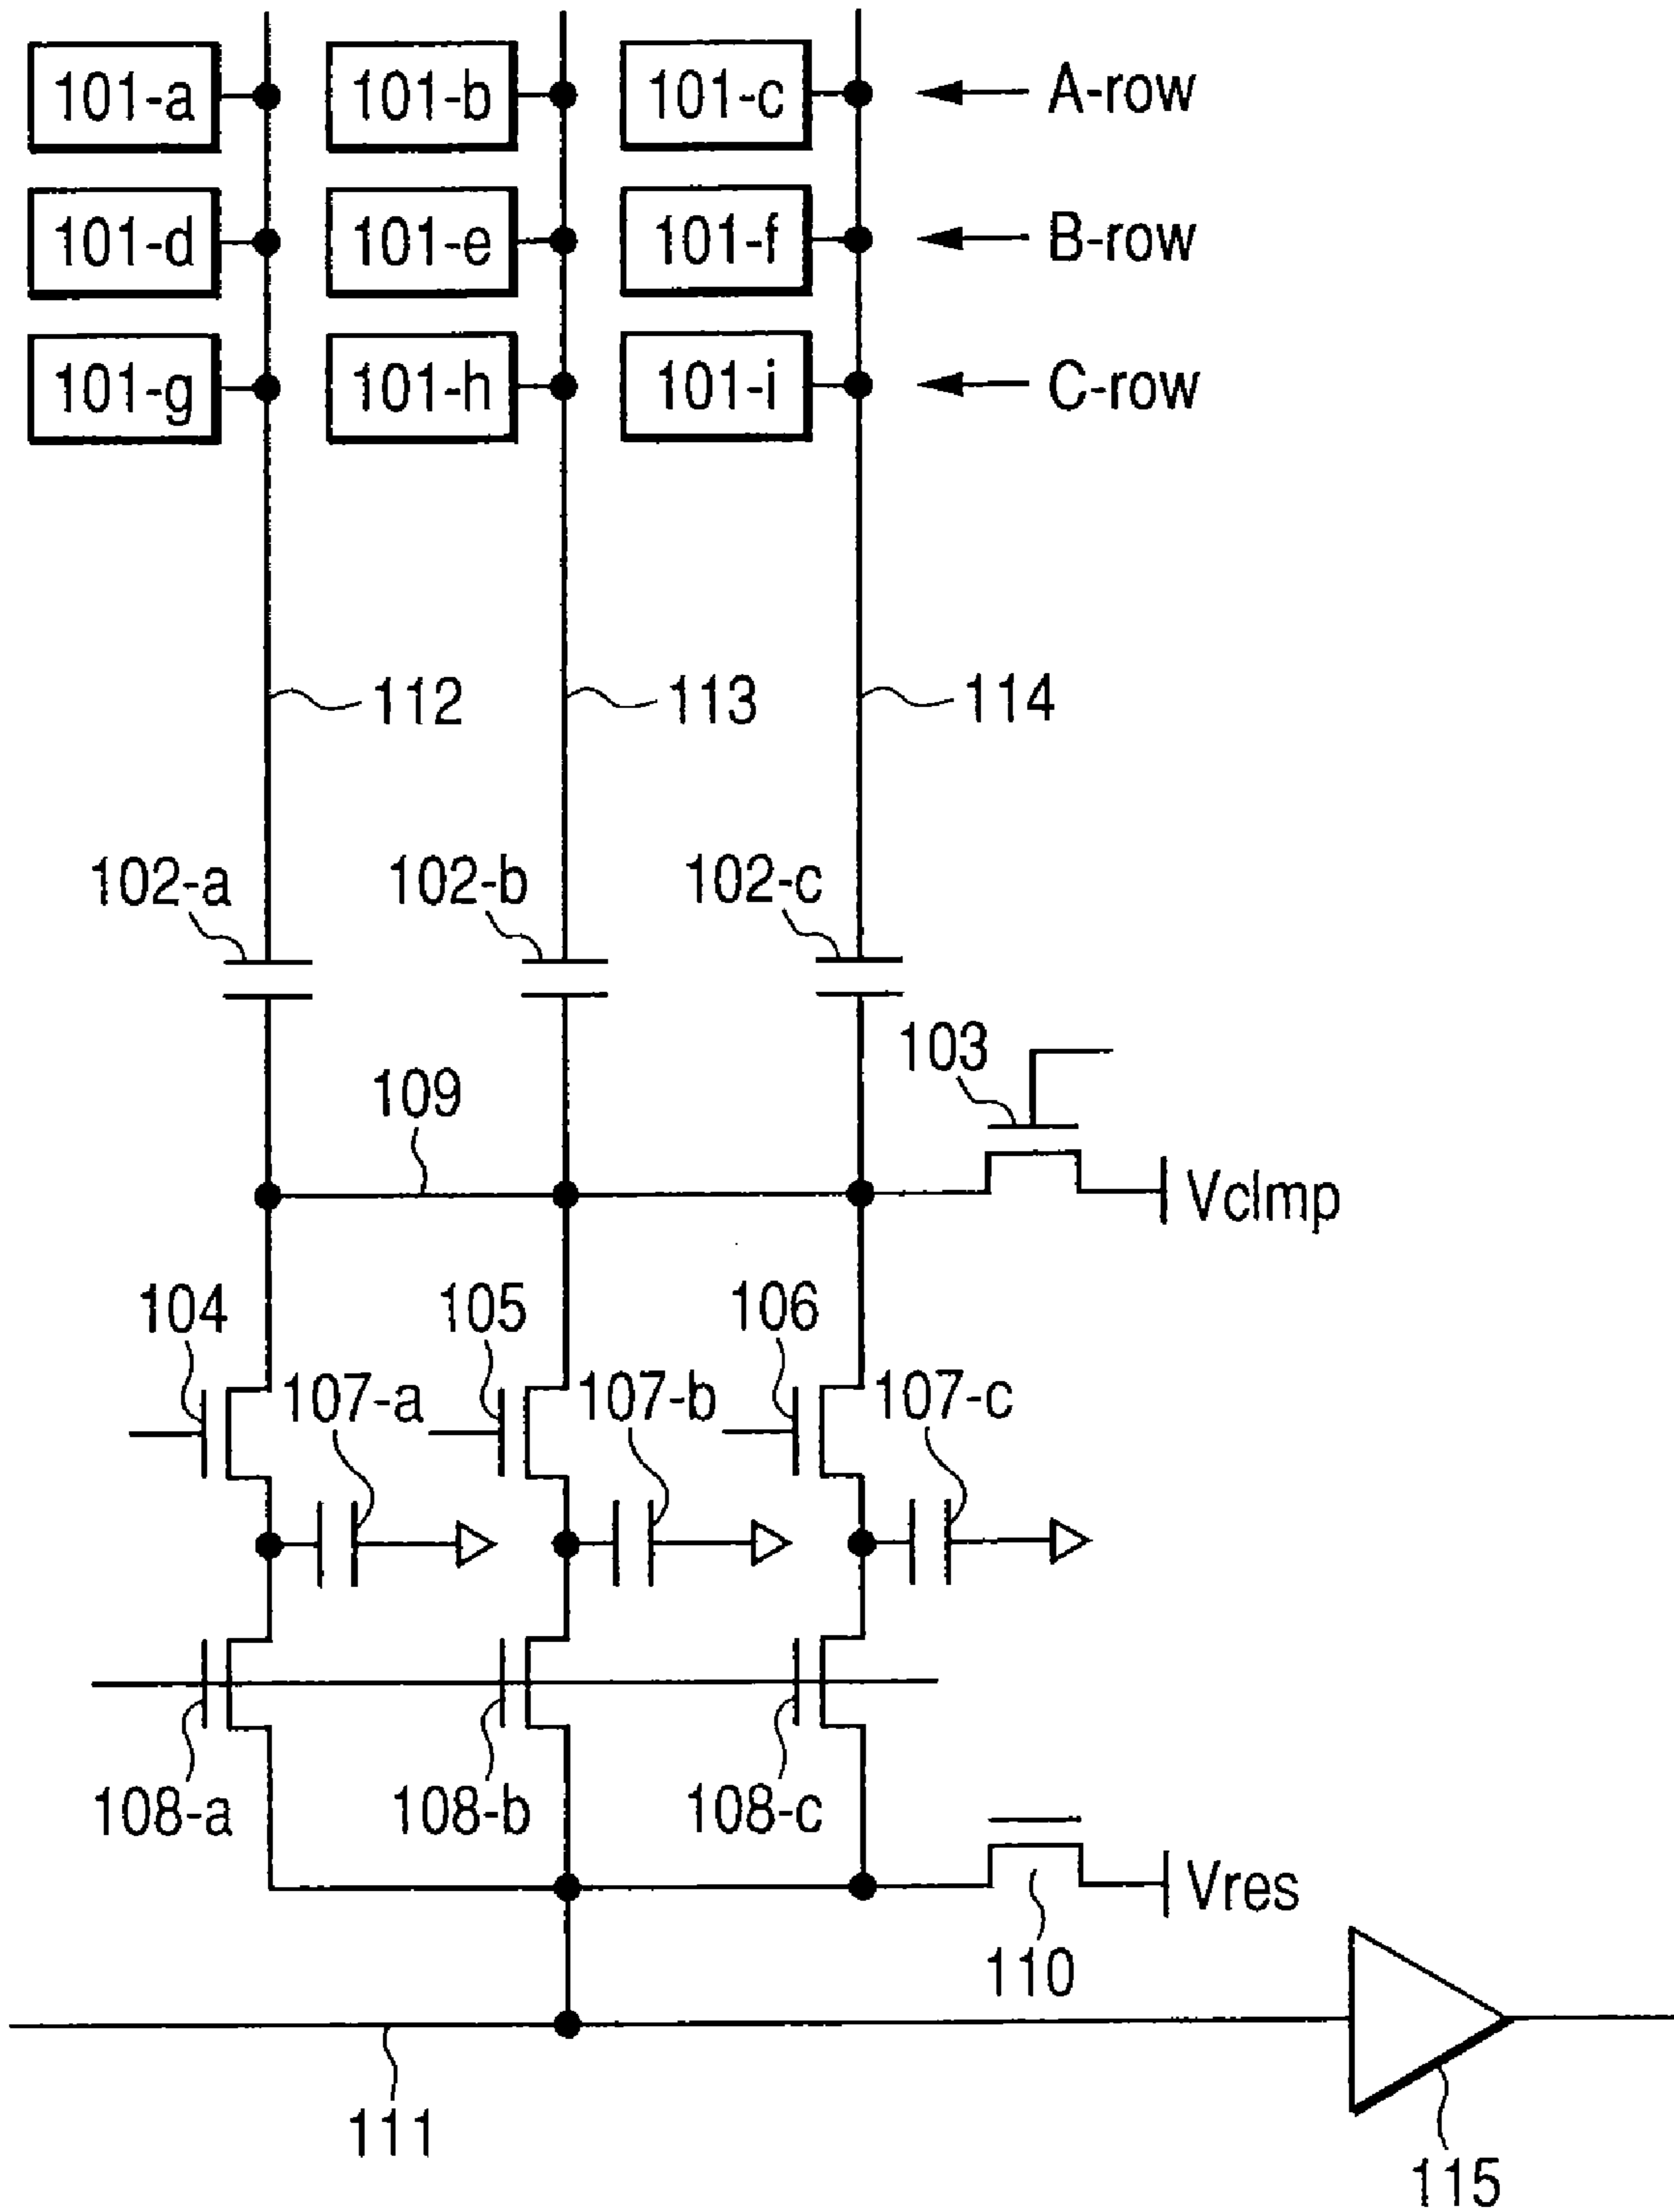 101-a 101-b 101-c A-row
101-d 101-e 101-f B-row
101-g 101-h 101-i C-row
112 113 114
102-a 102-b 102-c
103
109
Vclmp
104 105 106
107-a 107-b 107-c
108-a 108-b 108-c
Vres
110
111
115